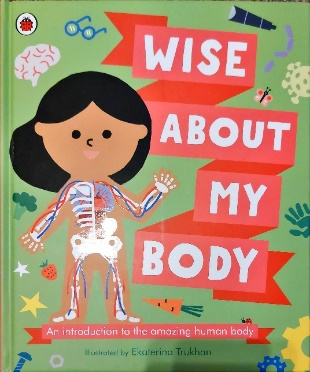 WISE
ABOUT
MY
BODY
An introduction to the amazing human body
Illustrated by Ekaterina Trukhan